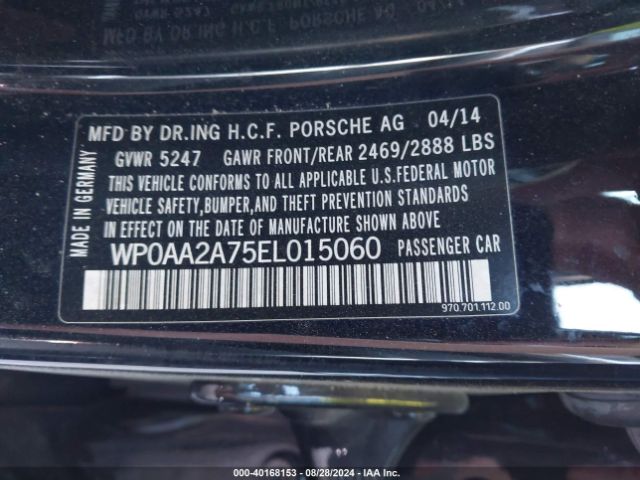 MFD BY DR.ING H.C.F. PORSCHE AG 04/14
GVWR 5247 GAWR FRONT/REAR 2469/2888 LBS
THIS VEHICLE CONFORMS TO ALL APPLICABLE U.S.FEDERAL MOTOR
VEHICLE SAFETY,BUMPER,AND THEFT PREVENTION STANDARDS
IN EFFECT ON THE DATE OF MANUFACTURE SHOWN ABOVE.
WP0AA2A75EL015060 PASSENGER CAR
970.701.112.00
MADE IN GERMANY
000-40168153 - 08/28/2024 - IAA Inc.